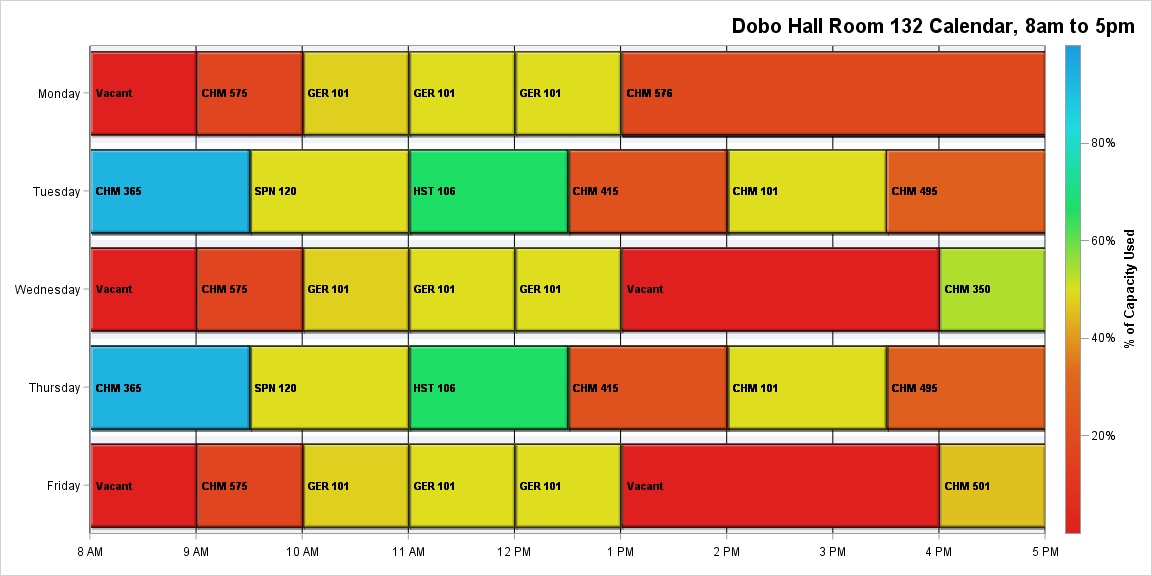 Dobo Hall Room 132 Calendar, 8am to 5pm
Monday
Vacant
CHM 575
GER 101
GER 101
GER 101
CHM 576
Tuesday
CHM 365
SPN 120
HST 106
CHM 415
CHM 101
CHM 495
Wednesday
Vacant
CHM 575
GER 101
GER 101
GER 101
Vacant
CHM 350
Thursday
CHM 365
SPN 120
HST 106
CHM 415
CHM 101
CHM 495
Friday
Vacant
CHM 575
GER 101
GER 101
GER 101
Vacant
CHM 501
8 AM
9 AM
10 AM
11 AM
12 PM
1 PM
2 PM
3 PM
4 PM
5 PM
80%
60%
40%
20%
% of Capacity Used